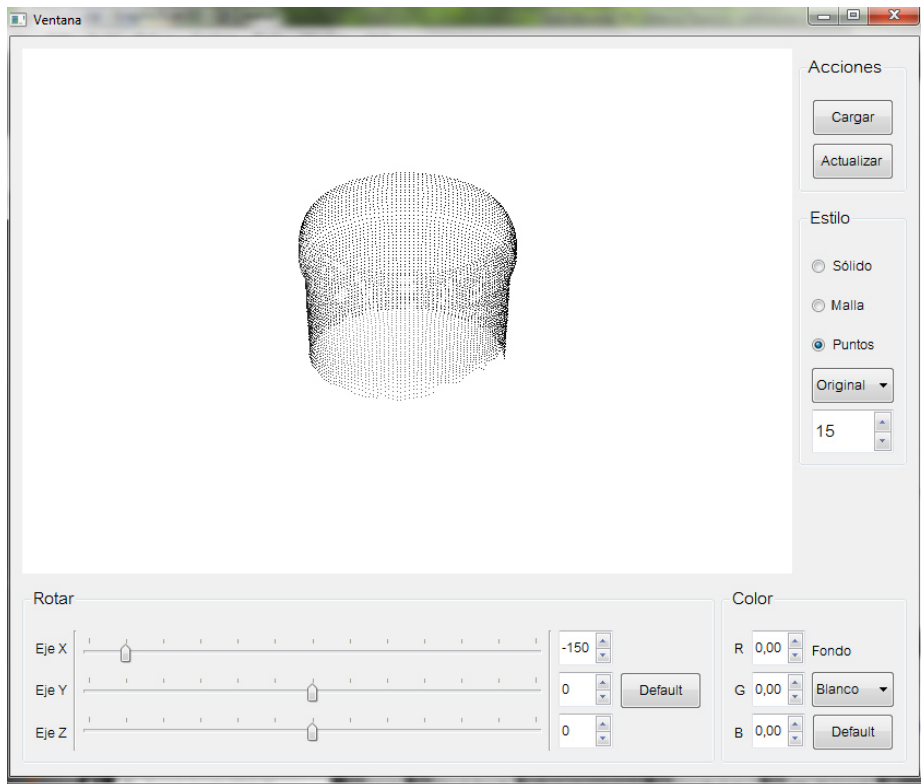 Ventana
Acciones
Cargar
Actualizar
Estilo
Sólido
Malla
Puntos
Original
15
Rotar
Eje X
-150
Eje Y
0
Default
Eje Z
0
Color
R 0,00 Fondo
G 0,00 Blanco
B 0,00 Default